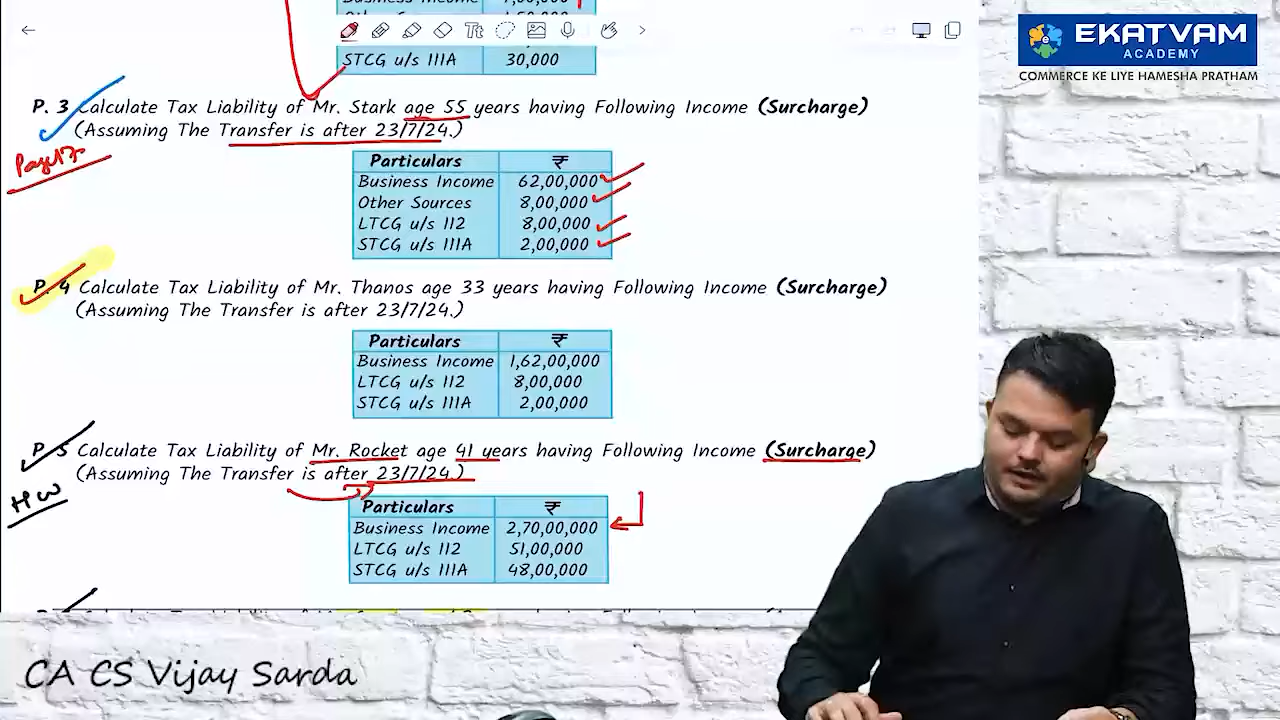 Business Income
Tt
STCG u/s 111A 30,000
EKATVAM
ACADEMY
COMMERCE KE LIYE HAMESHA PRATHAM
P. 3 Calculate Tax Liability of Mr. Stark age 55 years having Following Income (Surcharge)
(Assuming The Transfer is after 23/7/24.)
Particulars ₹
Business Income 62,00,000
Other Sources 8,00,000
LTCG u/s 112 8,00,000
STCG u/s 111A 2,00,000
P. 4 Calculate Tax Liability of Mr. Thanos age 33 years having Following Income (Surcharge)
(Assuming The Transfer is after 23/7/24.)
Particulars ₹
Business Income 1,62,00,000
LTCG u/s 112 8,00,000
STCG u/s 111A 2,00,000
P. 5 Calculate Tax Liability of Mr. Rocket age 41 years having Following Income (Surcharge)
(Assuming The Transfer is after 23/7/24.)
HW
Particulars ₹
Business Income 2,70,00,000
LTCG u/s 112 51,00,000
STCG u/s 111A 48,00,000
CA CS Vijay Sarda